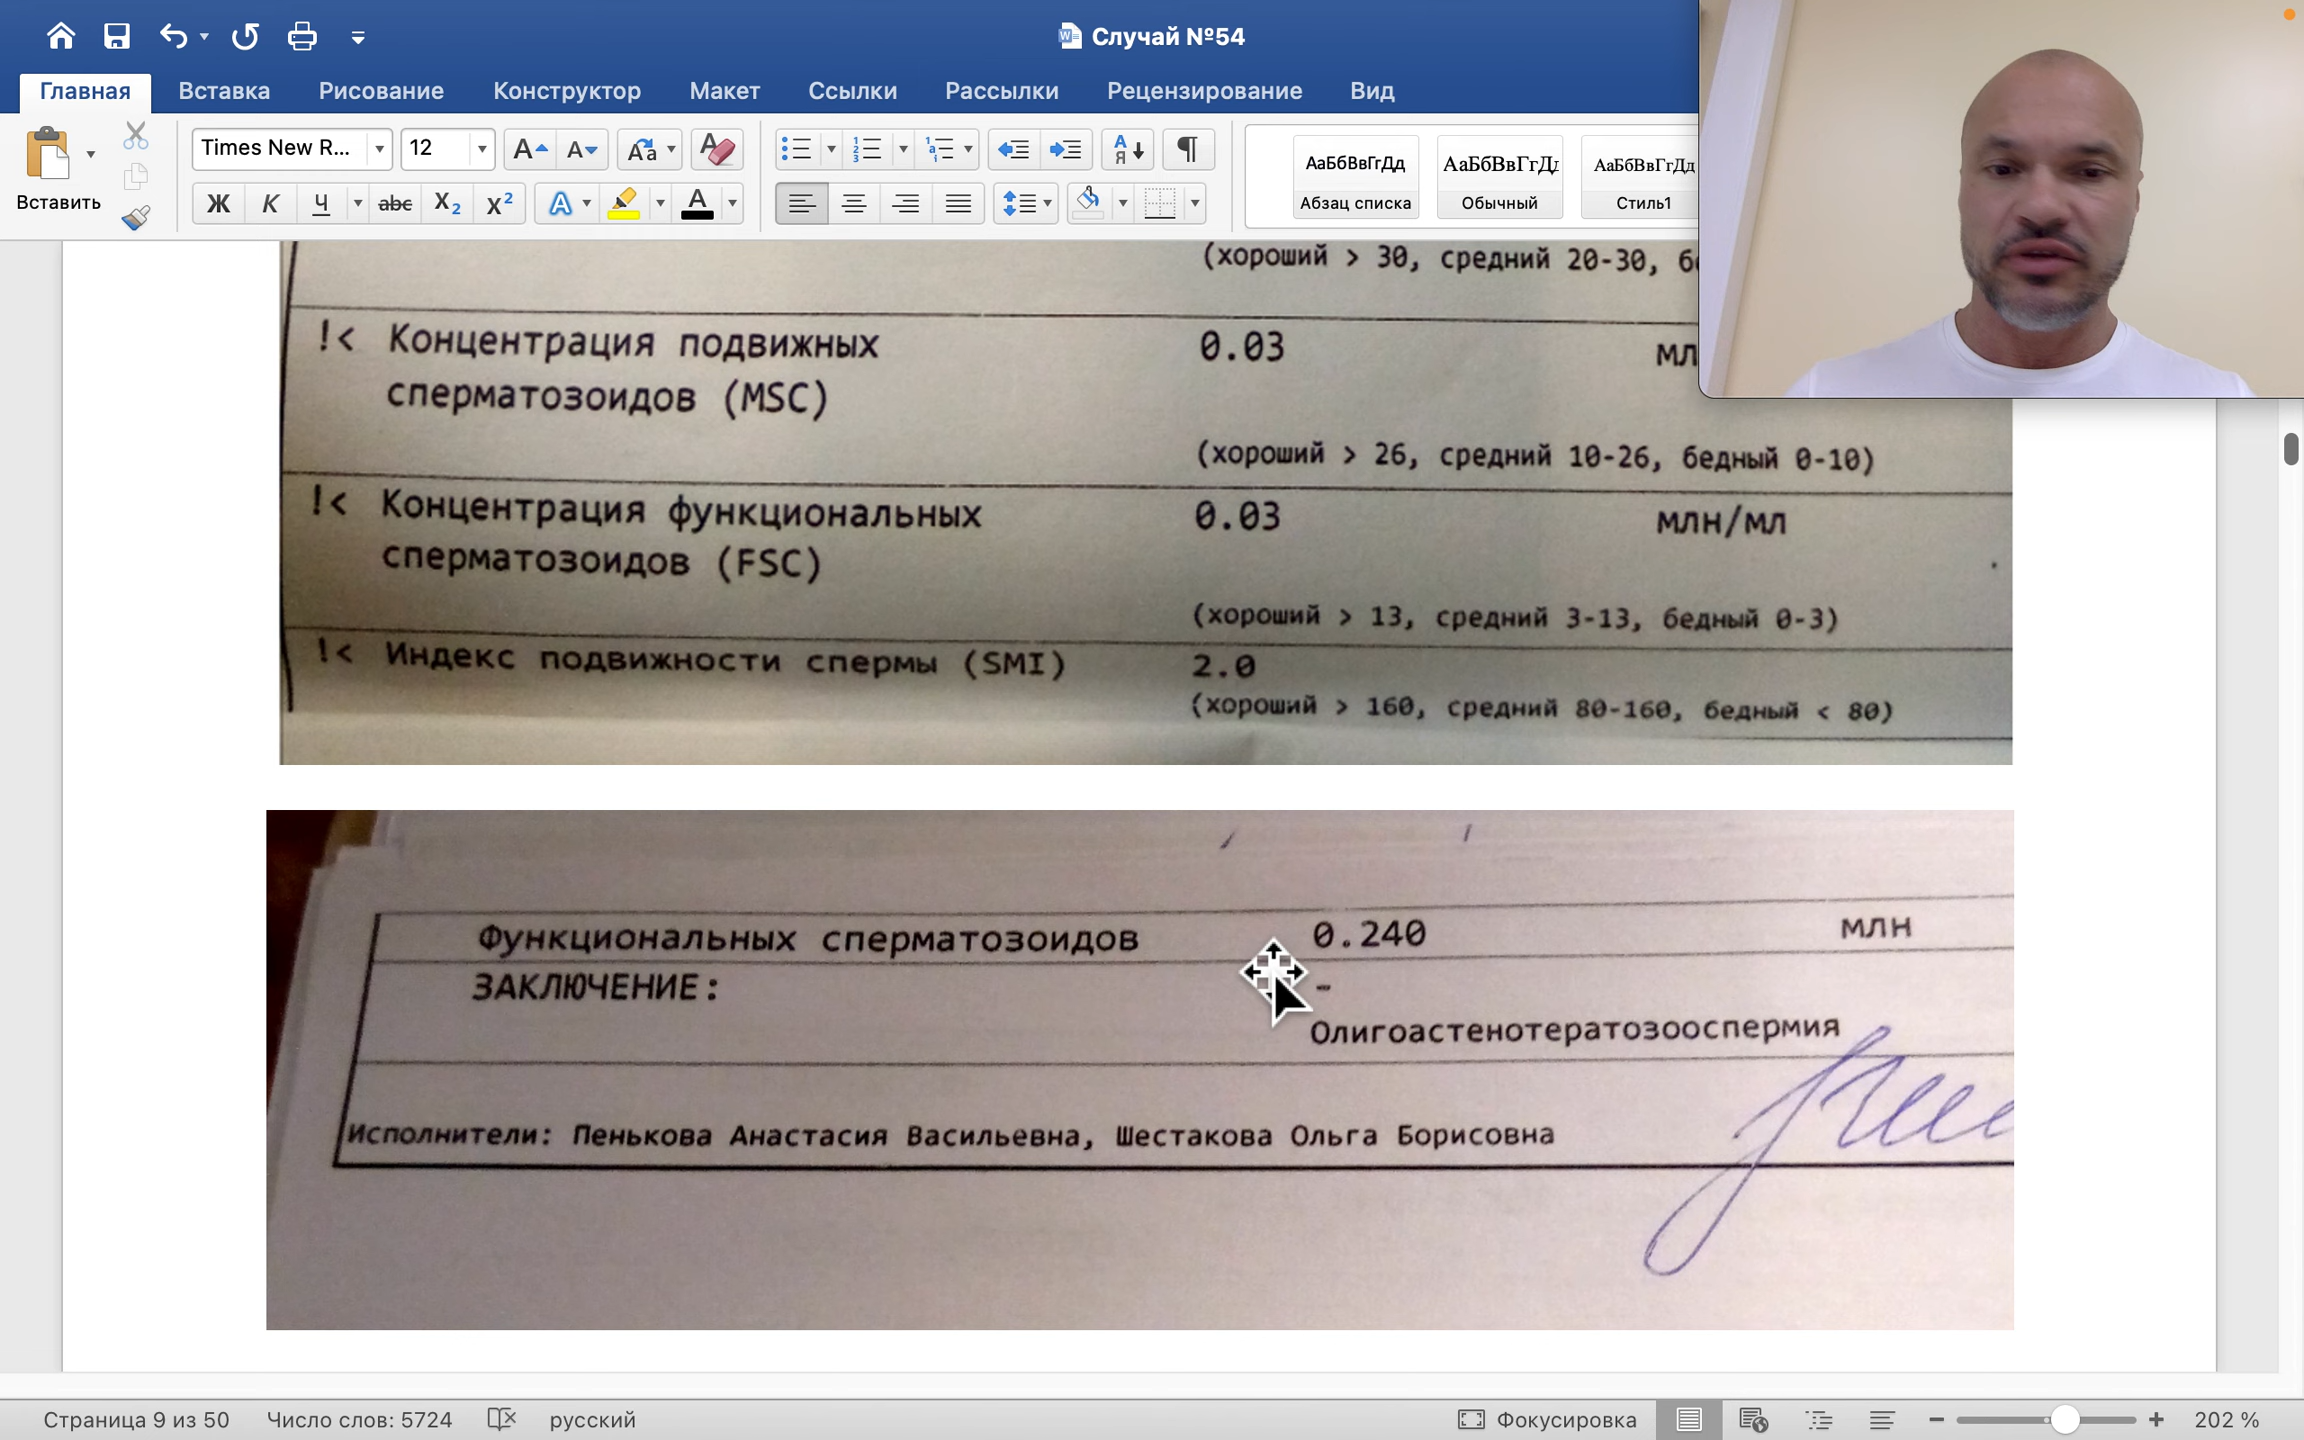 Случай №54
Главная Вставка Рисование Конструктор Макет Ссылки Рассылки Рецензирование Вид
Вставить
Times New R... 12
Ж К Ч abc X2 X2
АаБбВвГгДд АаБбВвГгДд АаБбВвГгДд
Абзац списка Обычный Стиль1
(хороший > 30, средний 20-30,
!< Концентрация подвижных 0.03
сперматозоидов (MSC)
(хороший > 26, средний 10-26, бедный 0-10)
!< Концентрация функциональных 0.03 млн/мл
сперматозоидов (FSC)
(хороший > 13, средний 3-13, бедный 0-3)
!< Индекс подвижности спермы (SMI) 2.0
(хороший > 160, средний 80-160, бедный < 80)
Функциональных сперматозоидов 0.240 млн
ЗАКЛЮЧЕНИЕ: -
Олигоастенотератозооспермия
Исполнители: Пенькова Анастасия Васильевна, Шестакова Ольга Борисовна
Страница 9 из 50 Число слов: 5724 русский Фокусировка 202 %